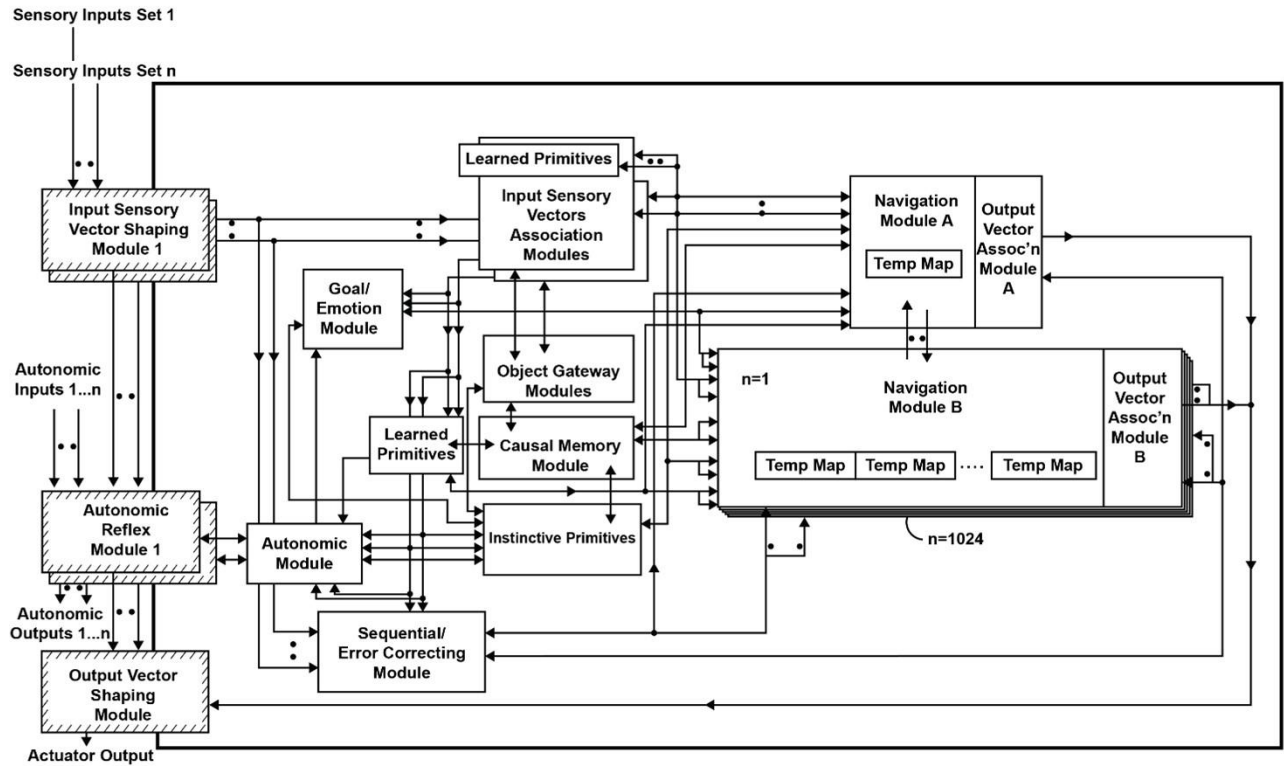 Sensory Inputs Set 1
Sensory Inputs Set n
Learned Primitives
Input Sensory
Vector Shaping
Module 1
Input Sensory
Vectors
Association
Modules
Navigation
Module A
Temp Map
Output
Vector
Assoc'n
Module
A
Goal/
Emotion
Module
Autonomic
Inputs 1...n
Object Gateway
Modules
n=1
Navigation
Module B
Output
Vector
Assoc'n
Module
B
Learned
Primitives
Causal Memory
Module
Temp Map
Temp Map
....
Temp Map
Autonomic
Reflex
Module 1
Autonomic
Module
Instinctive Primitives
n=1024
Autonomic
Outputs 1...n
Sequential/
Error Correcting
Module
Output Vector
Shaping
Module
Actuator Output